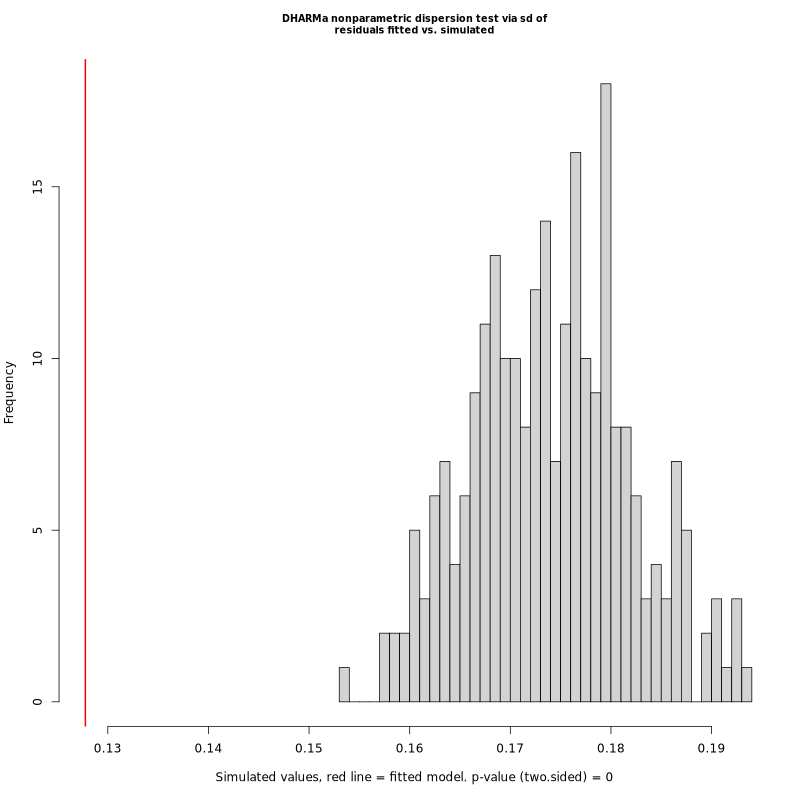 DHARMa nonparametric dispersion test via sd of
residuals fitted vs. simulated
Frequency
15
10
5
0
0.13 0.14 0.15 0.16 0.17 0.18 0.19
Simulated values, red line = fitted model. p-value (two.sided) = 0